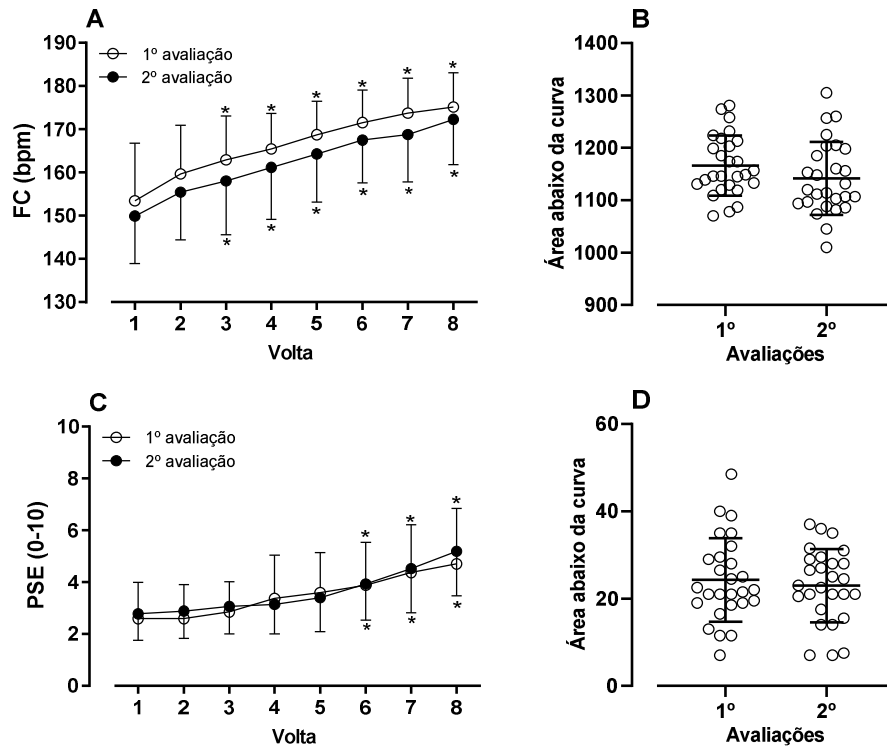 A
FC (bpm)
190
180
170
160
150
140
130
1º avaliação
2º avaliação
* * * * * *
* * * * * *
1 2 3 4 5 6 7 8
Volta
B
Área abaixo da curva
1400
1300
1200
1100
1000
900
1º 2º
Avaliações
C
PSE (0-10)
10
8
6
4
2
0
1º avaliação
2º avaliação
* * *
* * *
1 2 3 4 5 6 7 8
Volta
D
Área abaixo da curva
60
40
20
0
1º 2º
Avaliações